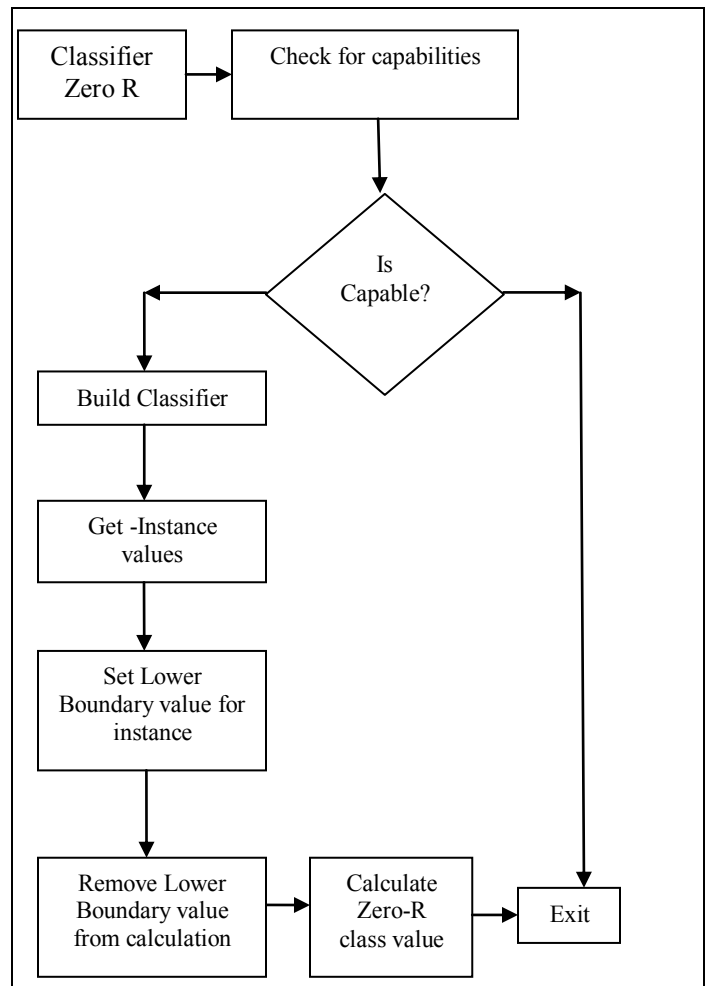 Classifier
Zero R
Check for capabilities
Is
Capable?
Build Classifier
Get -Instance
values
Set Lower
Boundary value for
instance
Remove Lower
Boundary value
from calculation
Calculate
Zero-R
class value
Exit